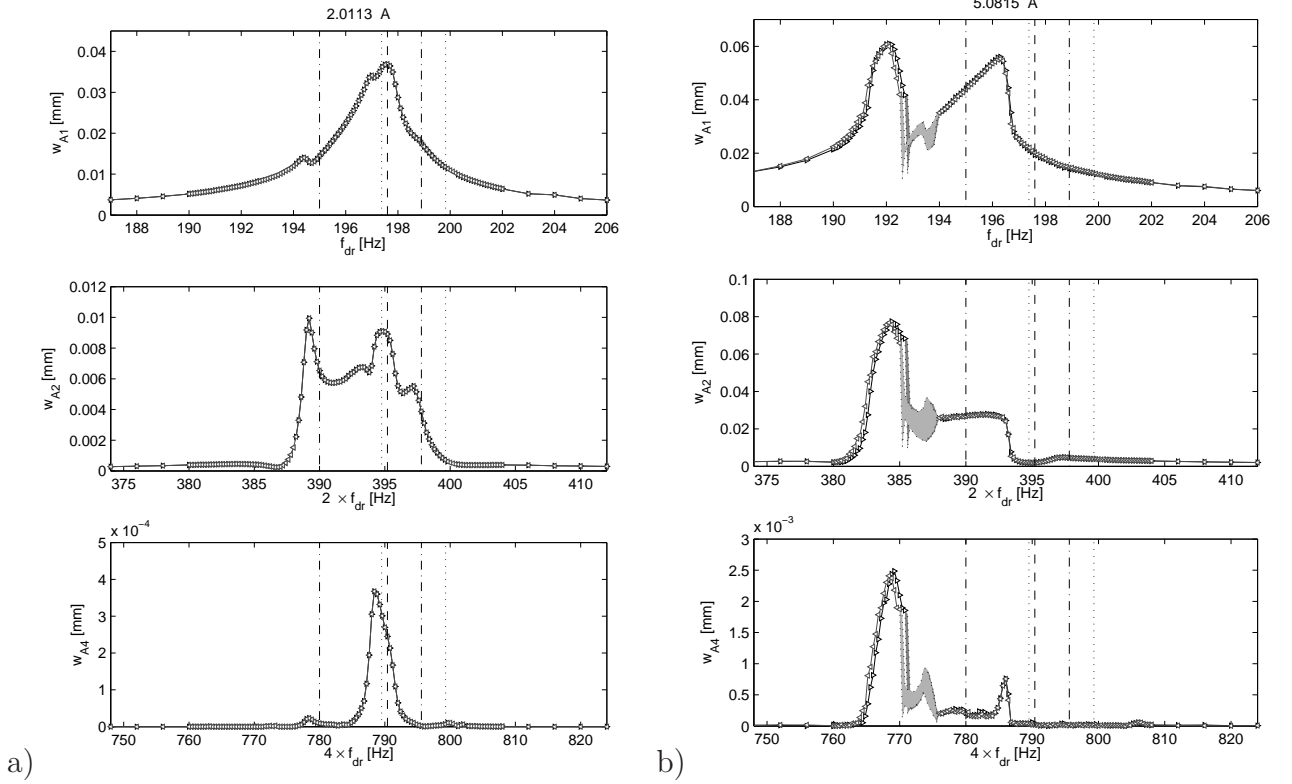 2.0113 A
0.04
0.03
0.02
0.01
0
w_A1 [mm]
188 190 192 194 196 198 200 202 204 206
f_dr [Hz]
0.012
0.01
0.008
0.006
0.004
0.002
0
w_A2 [mm]
375 380 385 390 395 400 405 410
2 × f_dr [Hz]
x 10^−4
5
4
3
2
1
0
w_A4 [mm]
750 760 770 780 790 800 810 820
4 × f_dr [Hz]
a)
5.0815 A
0.06
0.04
0.02
0
w_A1 [mm]
188 190 192 194 196 198 200 202 204 206
f_dr [Hz]
0.1
0.08
0.06
0.04
0.02
0
w_A2 [mm]
375 380 385 390 395 400 405 410
2 × f_dr [Hz]
x 10^−3
3
2.5
2
1.5
1
0.5
0
w_A4 [mm]
750 760 770 780 790 800 810 820
4 × f_dr [Hz]
b)